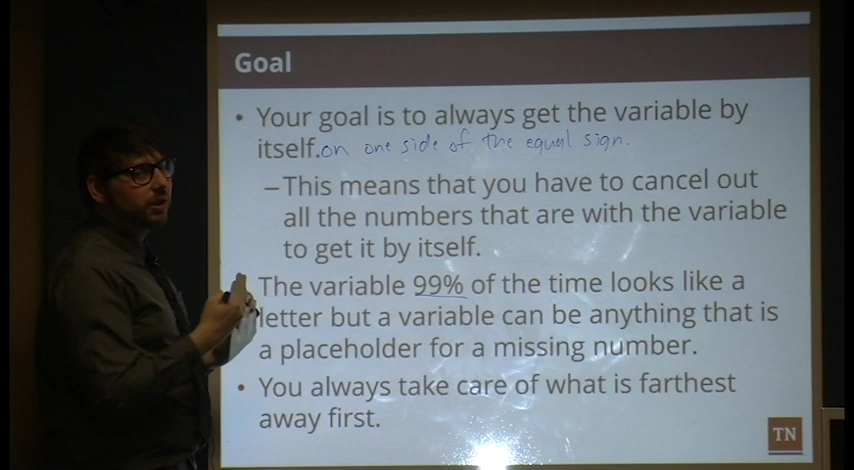 Goal
• Your goal is to always get the variable by
itself. on one side of the equal sign.
– This means that you have to cancel out
all the numbers that are with the variable
to get it by itself.
The variable 99% of the time looks like a
letter but a variable can be anything that is
a placeholder for a missing number.
• You always take care of what is farthest
away first.
TN